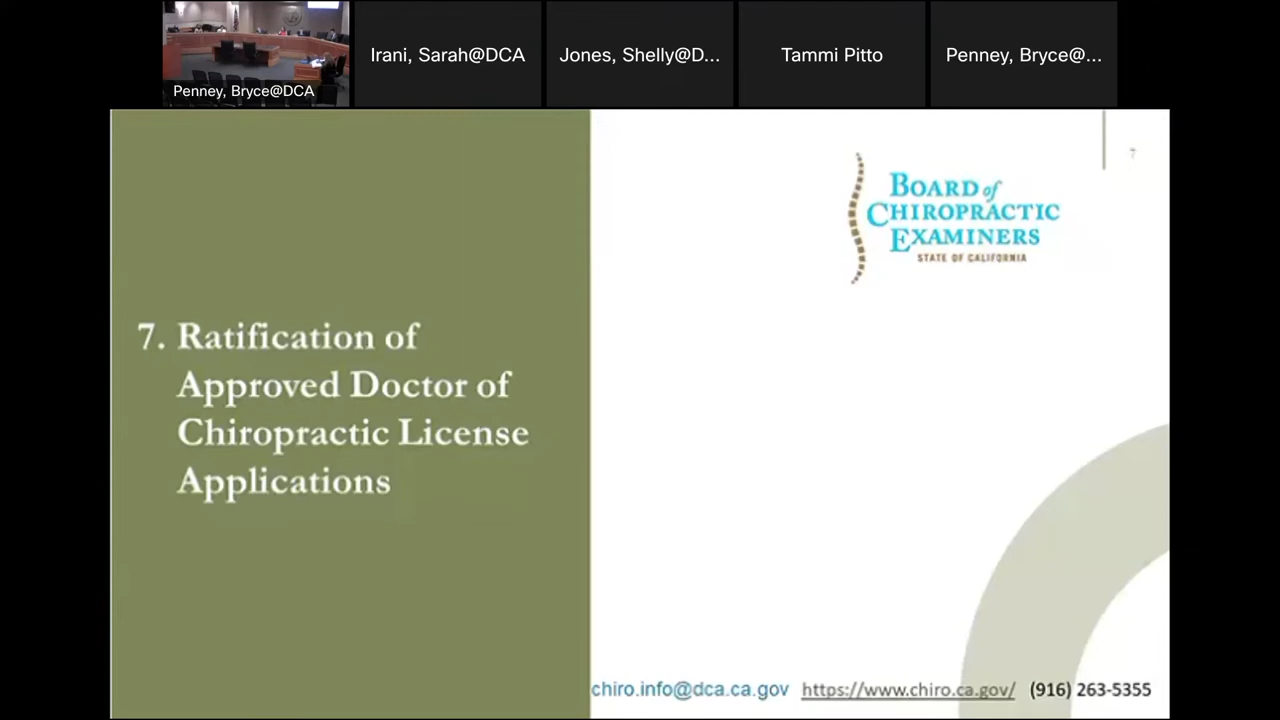 Penney, Bryce@DCA
Irani, Sarah@DCA
Jones, Shelly@D...
Tammi Pitto
Penney, Bryce@...
7
BOARD of
CHIROPRACTIC
EXAMINERS
STATE OF CALIFORNIA
7. Ratification of
Approved Doctor of
Chiropractic License
Applications
chiro.info@dca.ca.gov https://www.chiro.ca.gov/ (916) 263-5355